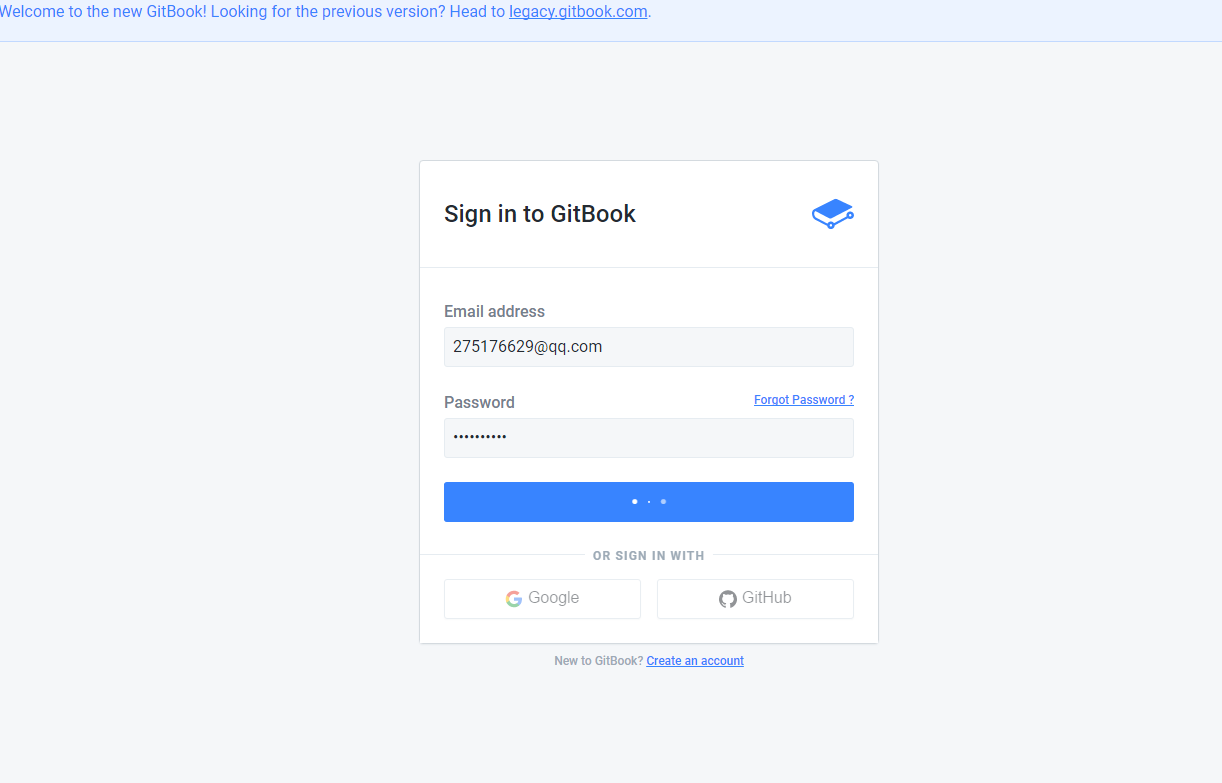 Welcome to the new GitBook! Looking for the previous version? Head to legacy.gitbook.com.
Sign in to GitBook
Email address
275176629@qq.com
Password
Forgot Password ?
••••••••••
OR SIGN IN WITH
Google
GitHub
New to GitBook? Create an account